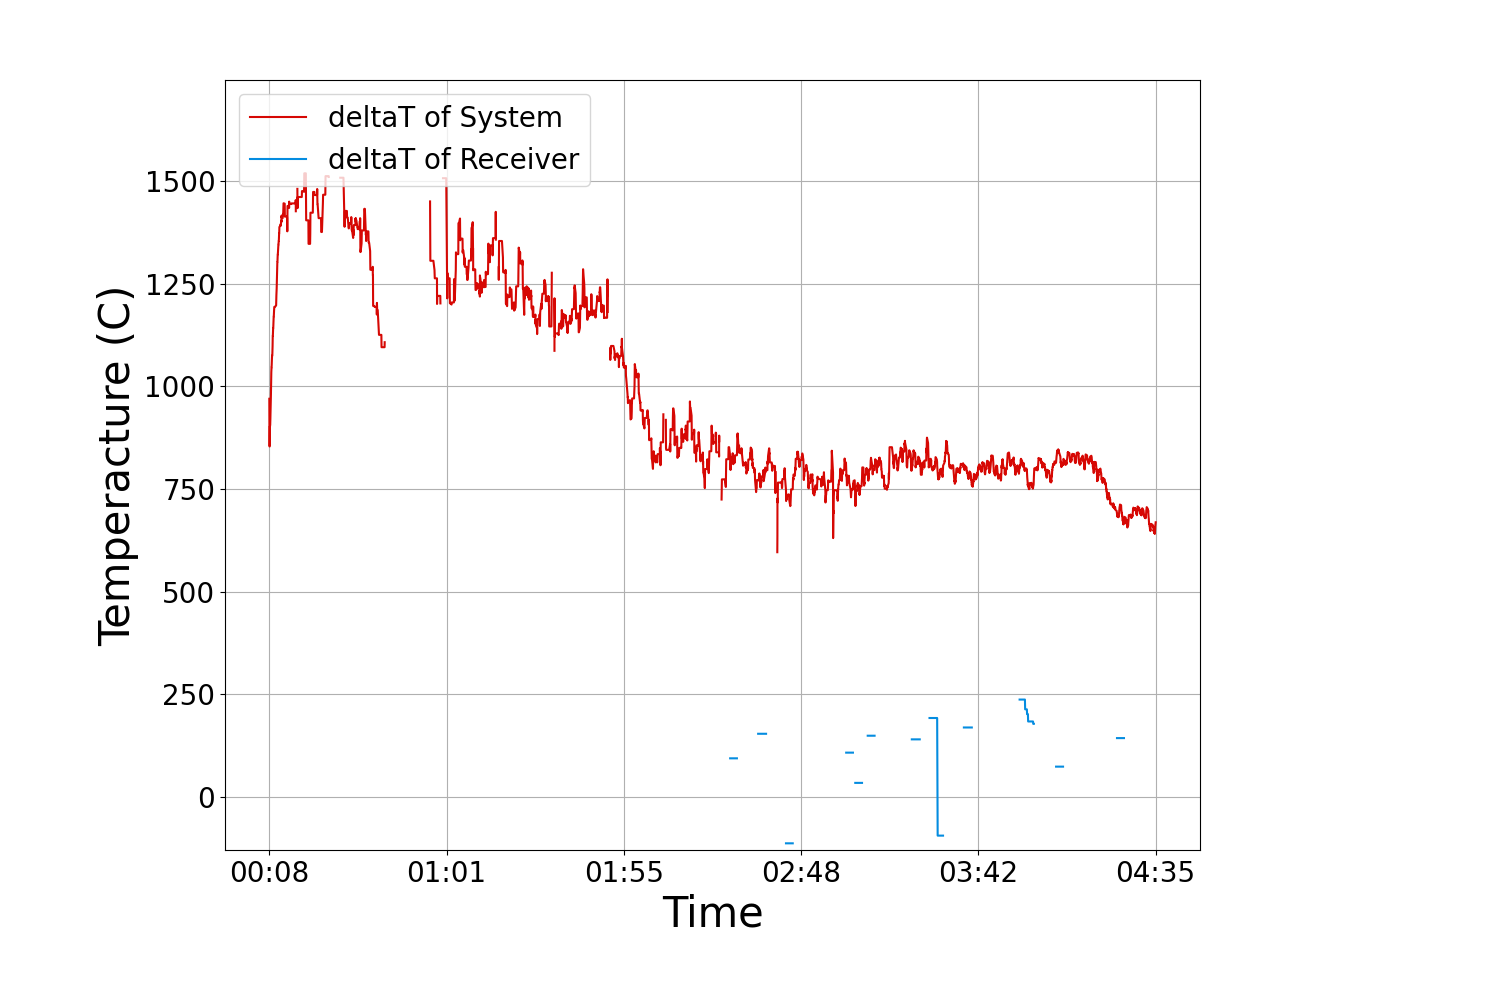 deltaT of System
deltaT of Receiver
1500
1250
1000
750
500
250
0
Temperacture (C)
00:08 01:01 01:55 02:48 03:42 04:35
Time